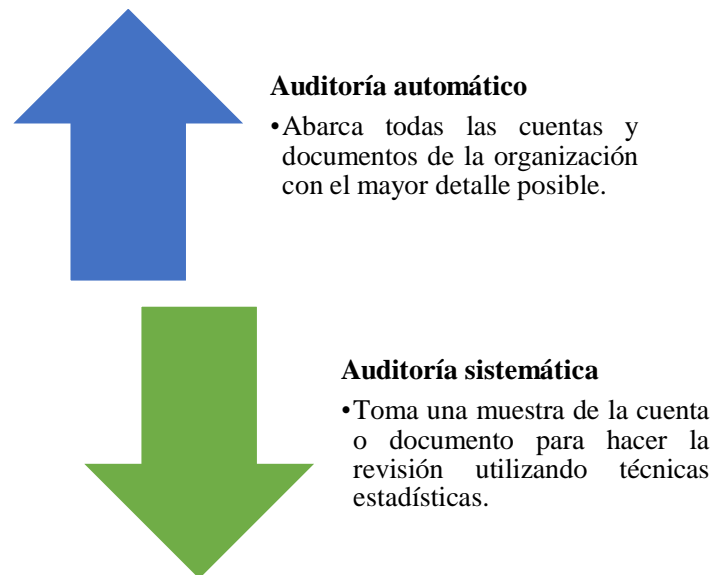 Auditoría automático
•Abarca todas las cuentas y
documentos de la organización
con el mayor detalle posible.
Auditoría sistemática
•Toma una muestra de la cuenta
o documento para hacer la
revisión utilizando técnicas
estadísticas.